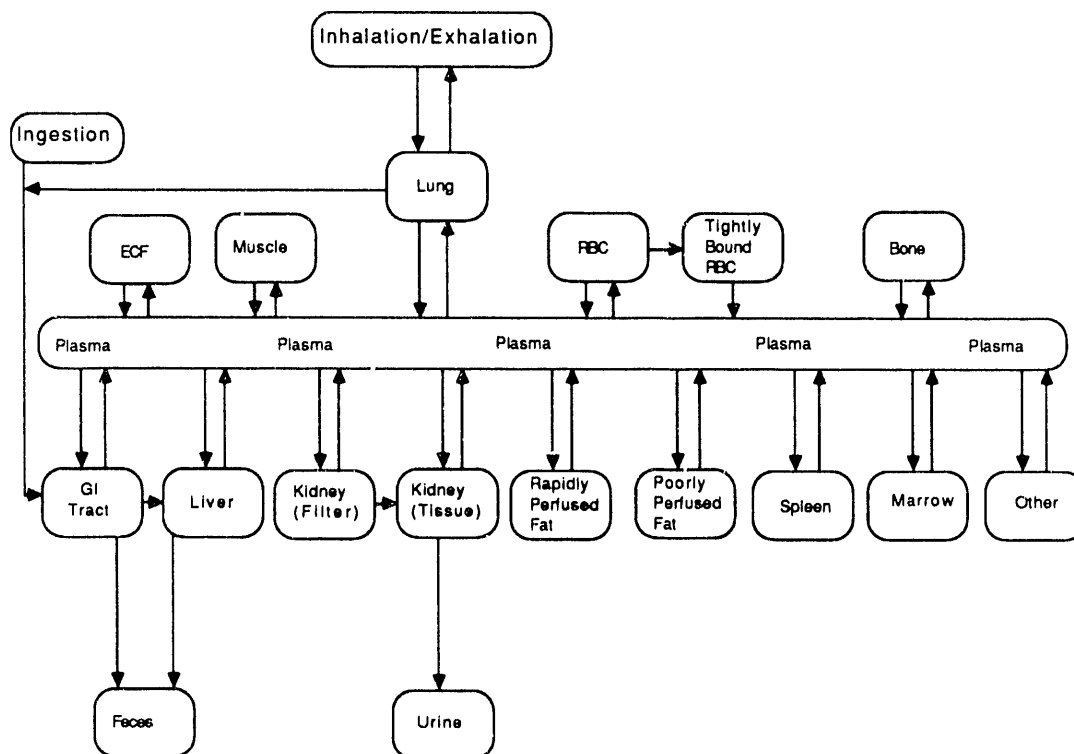 Inhalation/Exhalation
Ingestion
Lung
ECF
Muscle
RBC
Tightly
Bound
RBC
Bone
Plasma
Plasma
Plasma
Plasma
Plasma
GI
Tract
Liver
Kidney
(Filter)
Kidney
(Tissue)
Rapidly
Perfused
Fat
Poorly
Perfused
Fat
Spleen
Marrow
Other
Feces
Urine